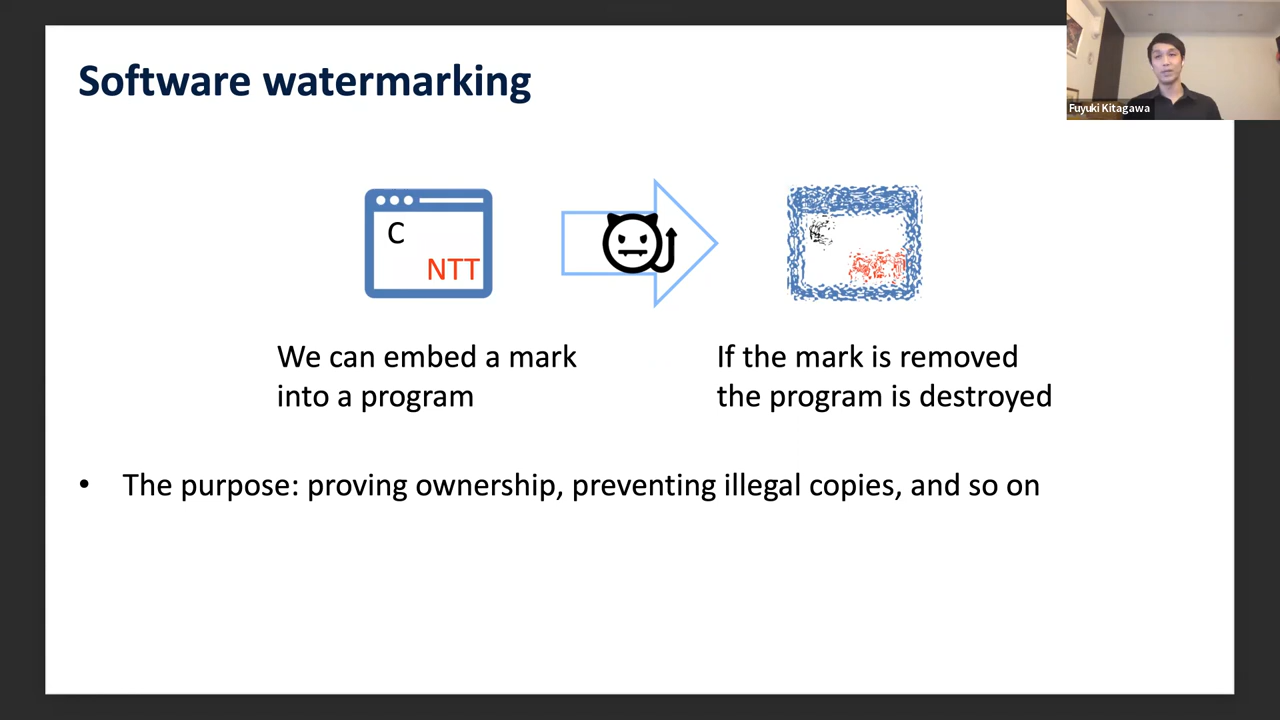 Software watermarking
Fuyuki Kitagawa
C
NTT
We can embed a mark
into a program
If the mark is removed
the program is destroyed
• The purpose: proving ownership, preventing illegal copies, and so on